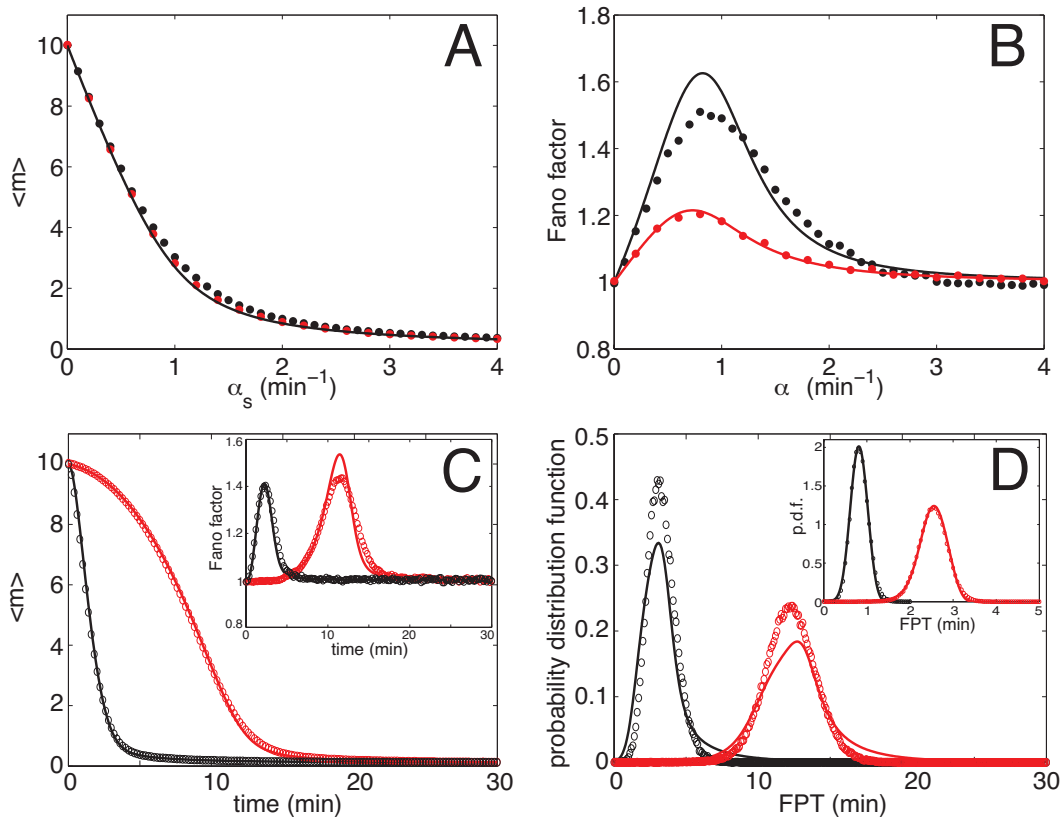 A
10
8
6
4
2
0
<m>
0 1 2 3 4
αs (min−1)
B
1.8
1.6
1.4
1.2
1
0.8
Fano factor
0 1 2 3 4
α (min−1)
C
10
8
6
4
2
0
<m>
0 10 20 30
time (min)
1.6
1.4
1.2
1.0
0.8
Fano factor
0 10 20 30
time (min)
D
0.5
0.4
0.3
0.2
0.1
0
probability distribution function
0 10 20 30
FPT (min)
2
1.5
1
0.5
0
p.d.f.
0 1 2 3 4 5
FPT (min)